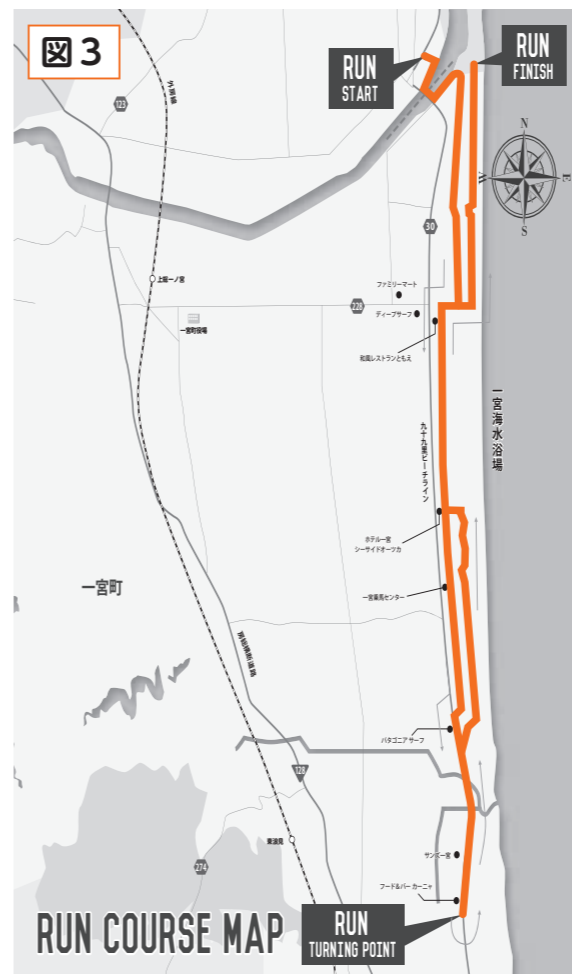 図3
RUN
START
RUN
FINISH
N
W
E
S
外房線
123
30
上総一ノ宮
ファミリーマート
228
ディープサーフ
一宮町役場
和風レストランともえ
一宮海水浴場
九十九里ビーチライン
ホテル一宮
シーサイドオーツカ
一宮町
一宮乗馬センター
パタゴニア サーフ
128
東浪見
サンズ一宮
274
フード&バー カーニャ
RUN COURSE MAP
RUN
TURNING POINT